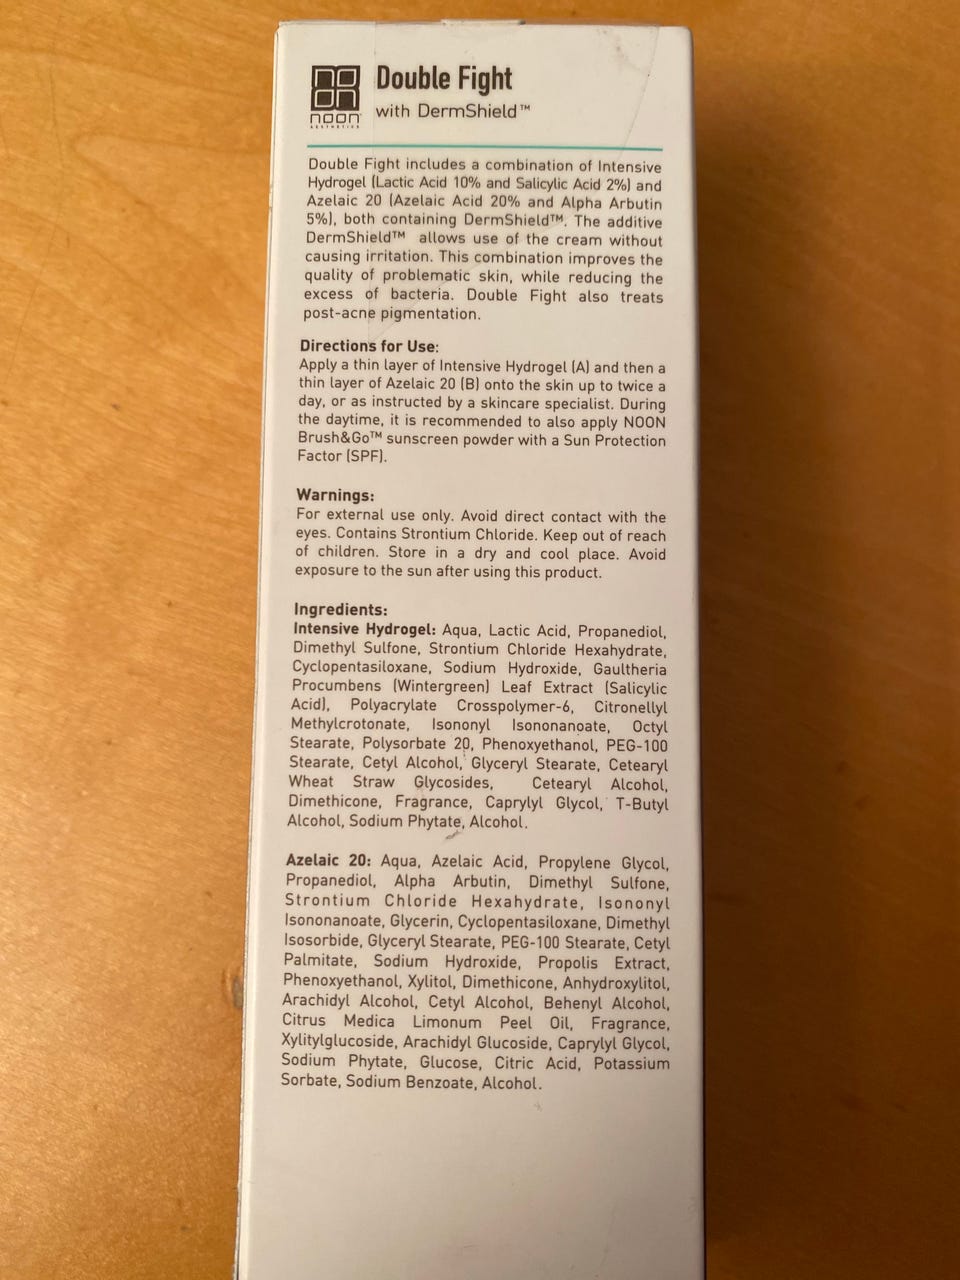 noon
AESTHETICS
Double Fight
with DermShield™
Double Fight includes a combination of Intensive
Hydrogel (Lactic Acid 10% and Salicylic Acid 2%) and
Azelaic 20 (Azelaic Acid 20% and Alpha Arbutin
5%), both containing DermShield™. The additive
DermShield™ allows use of the cream without
causing irritation. This combination improves the
quality of problematic skin, while reducing the
excess of bacteria. Double Fight also treats
post-acne pigmentation.
Directions for Use:
Apply a thin layer of Intensive Hydrogel (A) and then a
thin layer of Azelaic 20 (B) onto the skin up to twice a
day, or as instructed by a skincare specialist. During
the daytime, it is recommended to also apply NOON
Brush&Go™ sunscreen powder with a Sun Protection
Factor (SPF).
Warnings:
For external use only. Avoid direct contact with the
eyes. Contains Strontium Chloride. Keep out of reach
of children. Store in a dry and cool place. Avoid
exposure to the sun after using this product.
Ingredients:
Intensive Hydrogel: Aqua, Lactic Acid, Propanediol,
Dimethyl Sulfone, Strontium Chloride Hexahydrate,
Cyclopentasiloxane, Sodium Hydroxide, Gaultheria
Procumbens (Wintergreen) Leaf Extract (Salicylic
Acid), Polyacrylate Crosspolymer-6, Citronellyl
Methylcrotonate, Isononyl Isononanoate, Octyl
Stearate, Polysorbate 20, Phenoxyethanol, PEG-100
Stearate, Cetyl Alcohol, Glyceryl Stearate, Cetearyl
Wheat Straw Glycosides, Cetearyl Alcohol,
Dimethicone, Fragrance, Caprylyl Glycol, T-Butyl
Alcohol, Sodium Phytate, Alcohol.
Azelaic 20: Aqua, Azelaic Acid, Propylene Glycol,
Propanediol, Alpha Arbutin, Dimethyl Sulfone,
Strontium Chloride Hexahydrate, Isononyl
Isononanoate, Glycerin, Cyclopentasiloxane, Dimethyl
Isosorbide, Glyceryl Stearate, PEG-100 Stearate, Cetyl
Palmitate, Sodium Hydroxide, Propolis Extract,
Phenoxyethanol, Xylitol, Dimethicone, Anhydroxylitol,
Arachidyl Alcohol, Cetyl Alcohol, Behenyl Alcohol,
Citrus Medica Limonum Peel Oil, Fragrance,
Xylitylglucoside, Arachidyl Glucoside, Caprylyl Glycol,
Sodium Phytate, Glucose, Citric Acid, Potassium
Sorbate, Sodium Benzoate, Alcohol.